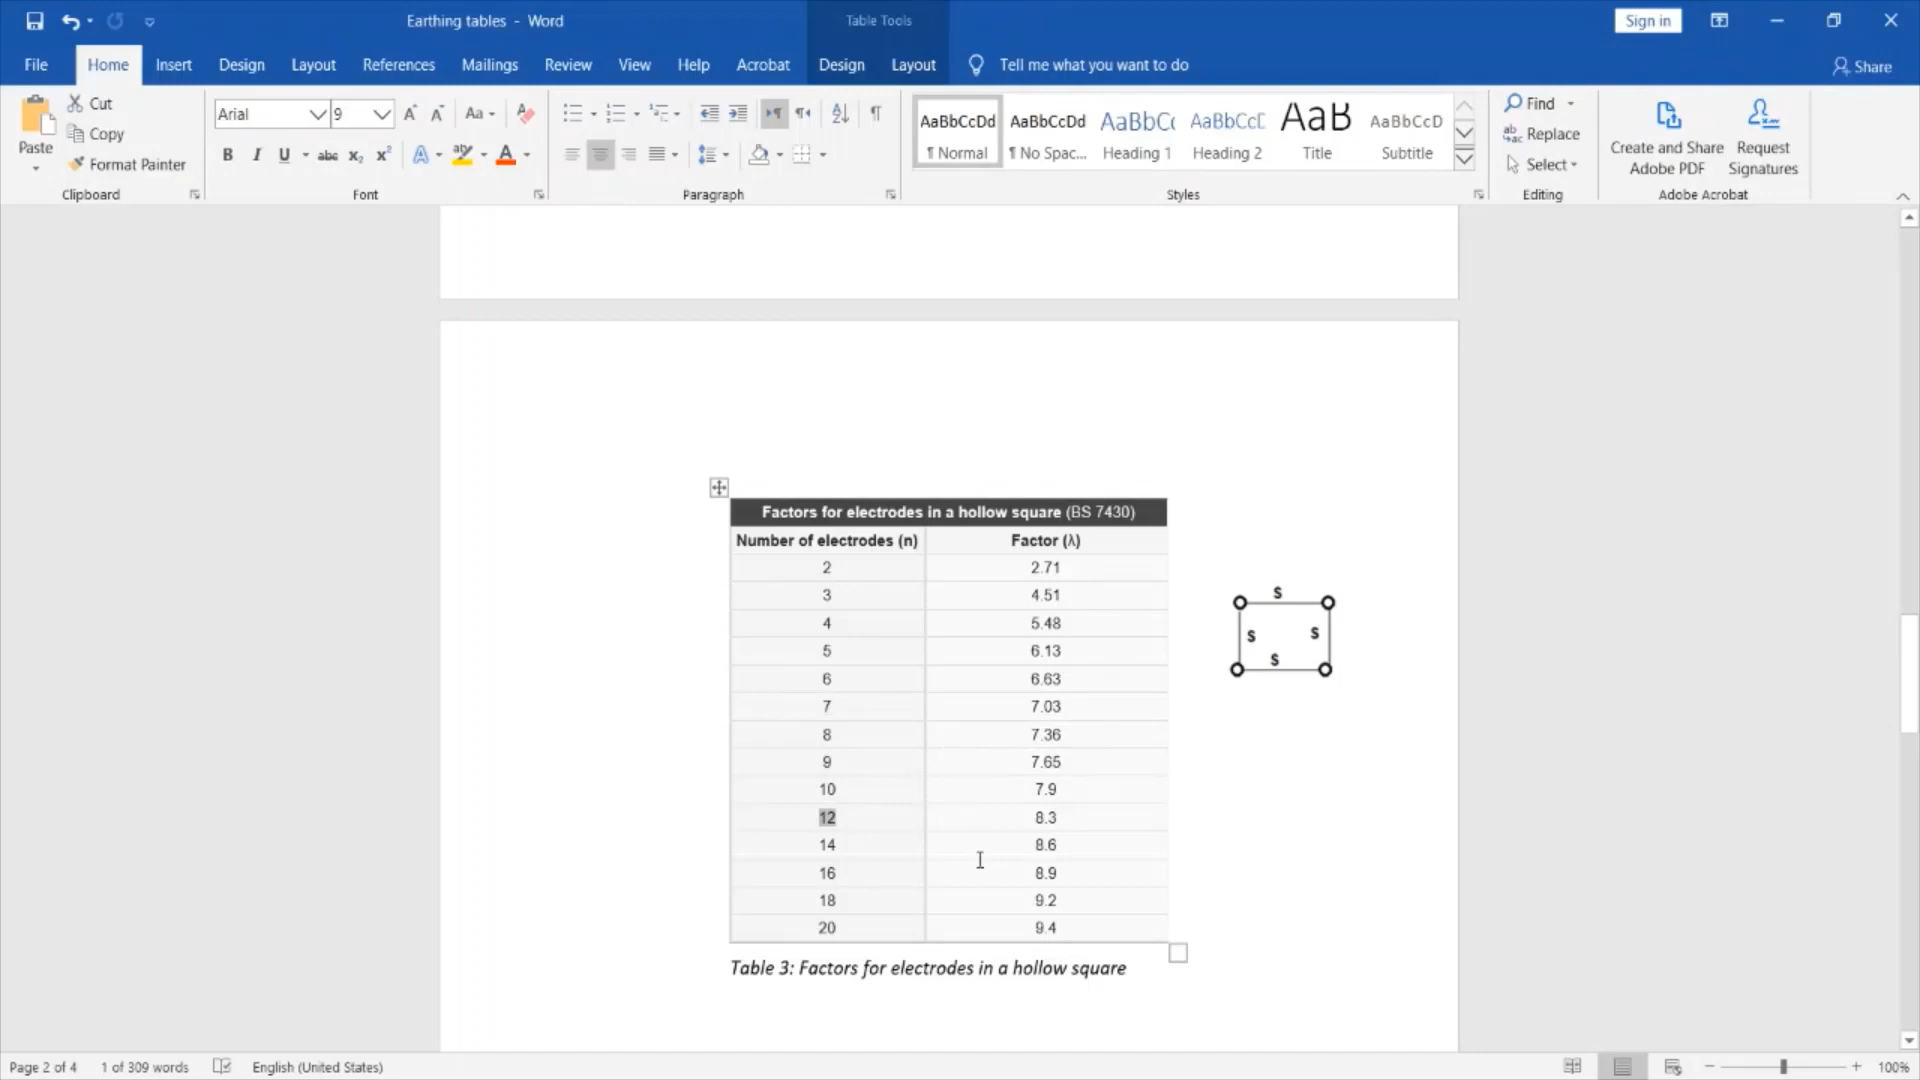 Earthing tables - Word
Table Tools
Sign in
File Home Insert Design Layout References Mailings Review View Help Acrobat Design Layout Tell me what you want to do Share
Paste
Cut
Copy
Format Painter
Clipboard
Arial 9
Font
Paragraph
AaBbCcDd AaBbCcDd AaBbC AaBbCcC AaB AaBbCcD
¶ Normal ¶ No Spac... Heading 1 Heading 2 Title Subtitle
Styles
Find
Replace
Select
Editing
Create and Share
Adobe PDF
Request
Signatures
Adobe Acrobat
Factors for electrodes in a hollow square (BS 7430)
Number of electrodes (n) Factor (λ)
2 2.71
3 4.51
4 5.48
5 6.13
6 6.63
7 7.03
8 7.36
9 7.65
10 7.9
12 8.3
14 8.6
16 8.9
18 9.2
20 9.4
S
S S
S
Table 3: Factors for electrodes in a hollow square
Page 2 of 4 1 of 309 words English (United States) 100%